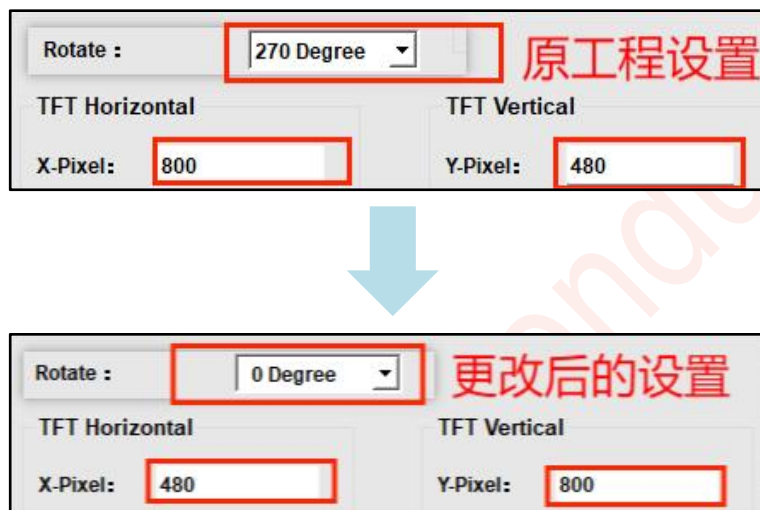 Rotate： 270 Degree 原工程设置
TFT Horizontal TFT Vertical
X-Pixel： 800 Y-Pixel： 480
Rotate： 0 Degree 更改后的设置
TFT Horizontal TFT Vertical
X-Pixel： 480 Y-Pixel： 800